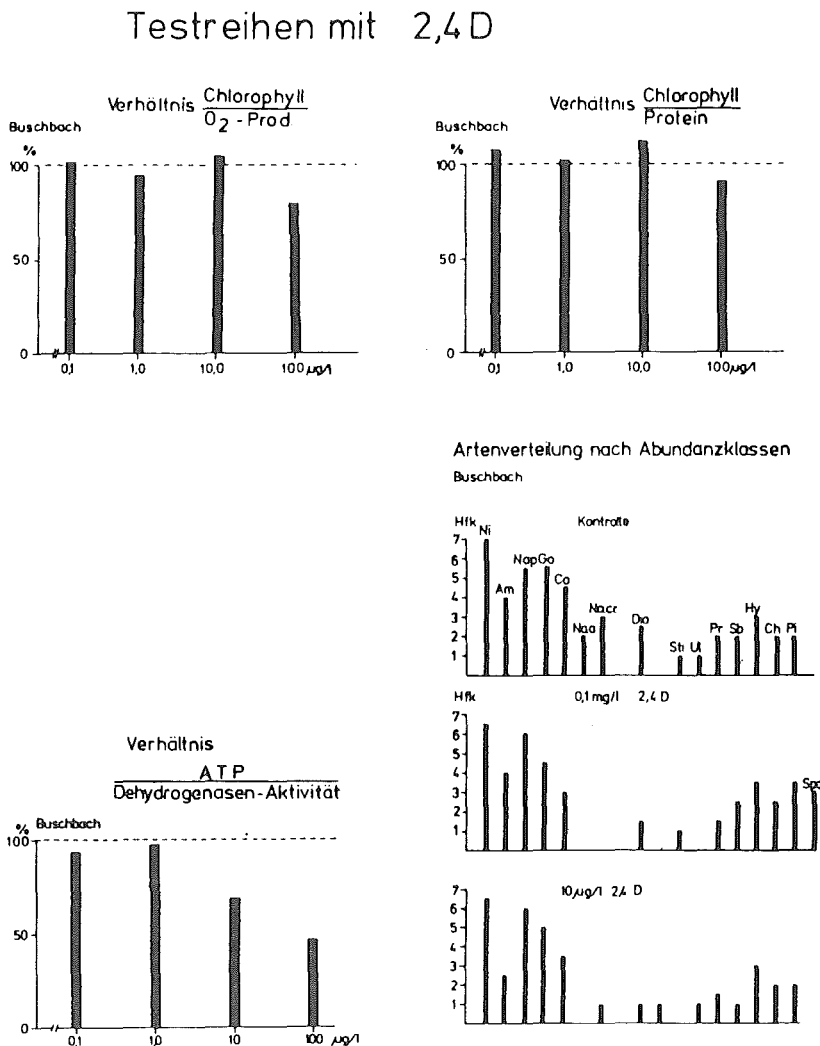 Testreihen mit 2,4 D
Verhältnis Chlorophyll
O2 - Prod
Buschbach
%
100
50
0
0,1 1,0 10,0 100 µg/l
Verhältnis Chlorophyll
Protein
Buschbach
%
100
50
0
0,1 1,0 10,0 100 µg/l
Artenverteilung nach Abundanzklassen
Buschbach
Hfk Kontrolle
7
6
5
4
3
2
1
Ni Am Nap Go Co Naa Nacr Dia Sti Ul Pr Sb Hy Ch Pi
Hfk 0,1 mg/l 2,4 D
7
6
5
4
3
2
1
Verhältnis
ATP
Dehydrogenasen-Aktivität
% Buschbach
100
50
0
0,1 1,0 10 100 µg/l
10 µg/l 2,4 D
7
6
5
4
3
2
1